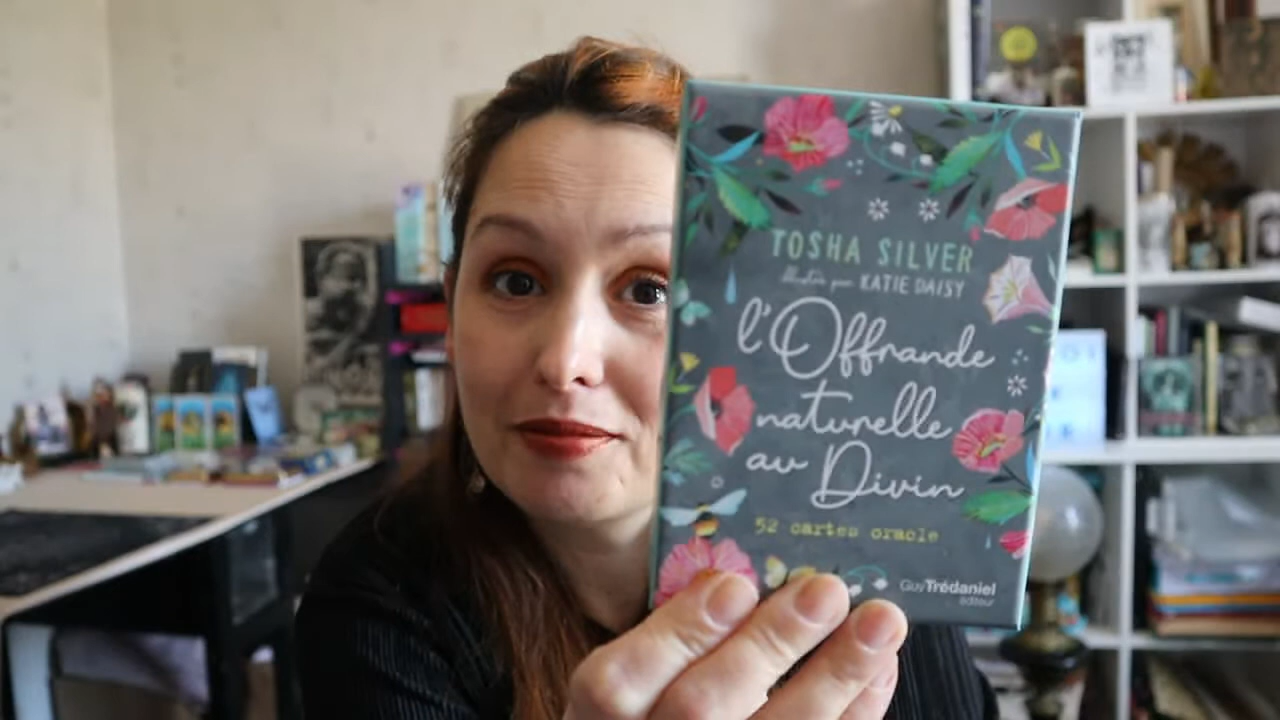 TOSHA SILVER
illustré par KATIE DAISY
l'Offrande
naturelle
au Divin
52 cartes oracle
GuyTrédaniel
éditeur